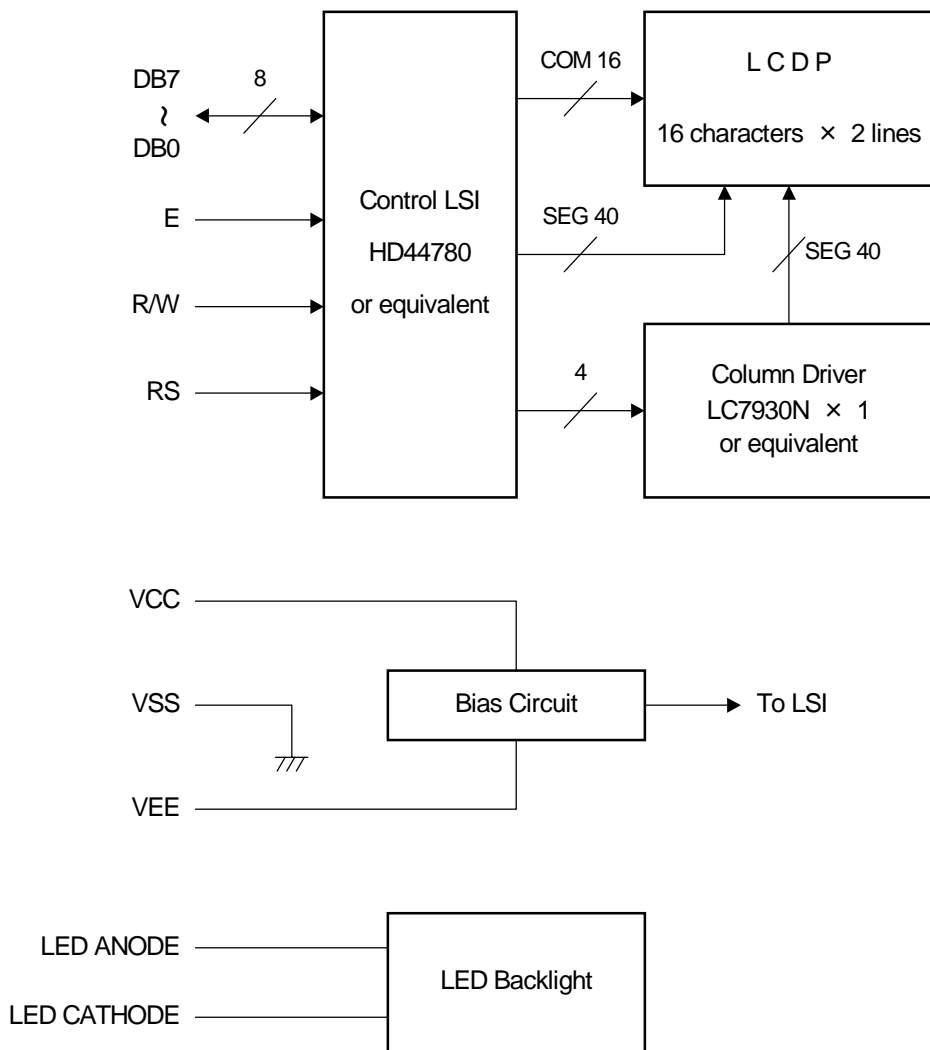 DB7
~
DB0
8
E
R/W
RS
Control LSI
HD44780
or equivalent
COM 16
SEG 40
4
L C D P
16 characters × 2 lines
SEG 40
Column Driver
LC7930N × 1
or equivalent
VCC
VSS
VEE
Bias Circuit
To LSI
LED ANODE
LED CATHODE
LED Backlight